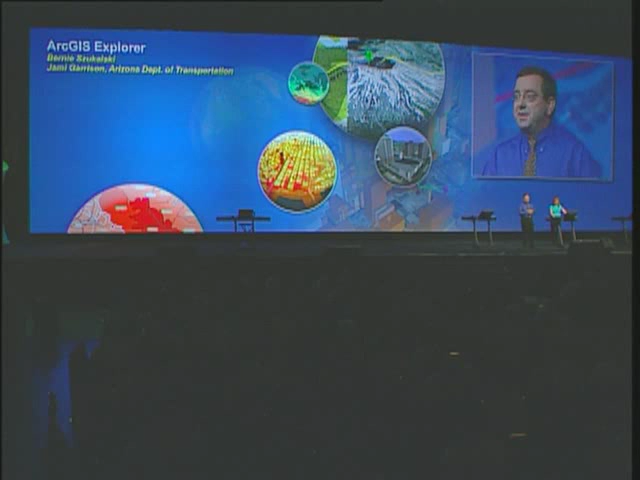 ArcGIS Explorer
Bernie Szukalski
Jami Garrison, Arizona Dept. of Transportation